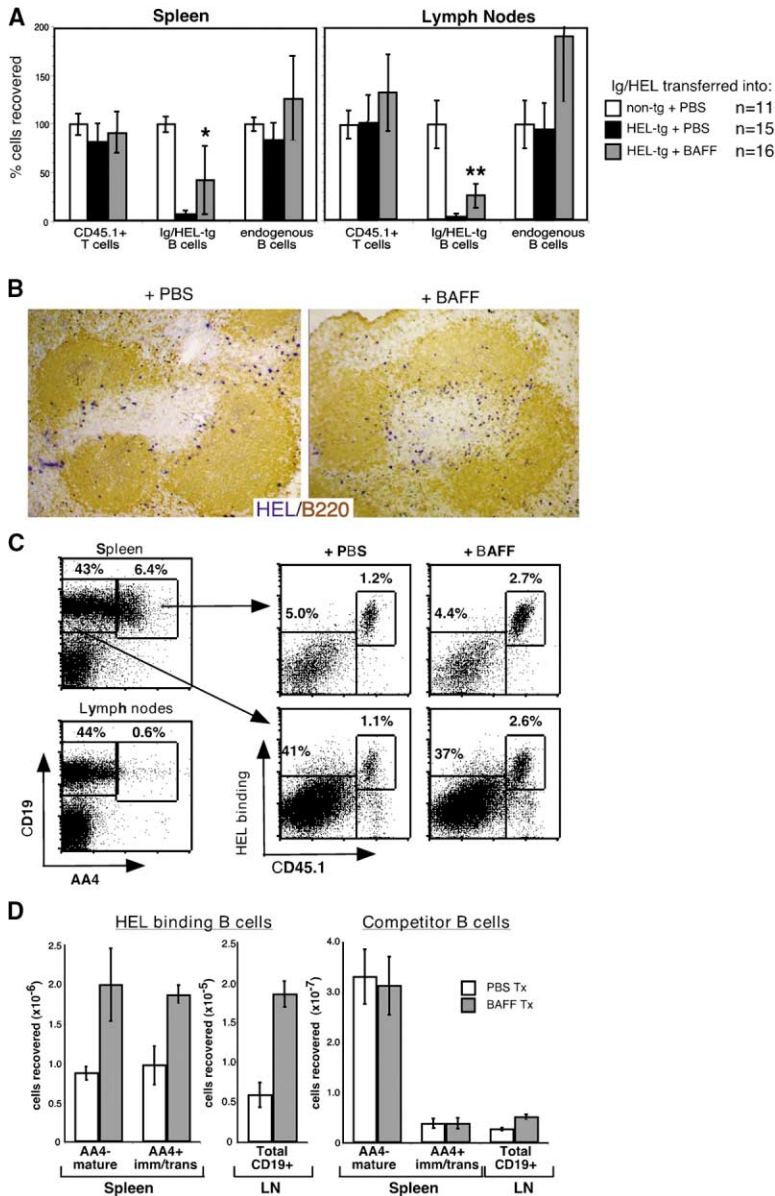 A
Spleen
Lymph Nodes
% cells recovered
200
150
100
50
0
CD45.1+
T cells
Ig/HEL-tg
B cells
endogenous
B cells
CD45.1+
T cells
Ig/HEL-tg
B cells
endogenous
B cells
*
**
Ig/HEL transferred into:
non-tg + PBS n=11
HEL-tg + PBS n=15
HEL-tg + BAFF n=16
B
+ PBS
+ BAFF
HEL/B220
C
Spleen
43% 6.4%
Lymph nodes
44% 0.6%
CD19
AA4
+ PBS
+ BAFF
1.2%
5.0%
2.7%
4.4%
1.1%
41%
2.6%
37%
HEL binding
CD45.1
D
HEL binding B cells
Competitor B cells
cells recovered (x10-6)
2.5
2.0
1.5
1.0
0.5
0
AA4-
mature
AA4+
imm/trans
Spleen
cells recovered (x10-5)
2.5
2.0
1.5
1.0
0.5
0
Total
CD19+
LN
cells recovered (x10-7)
4.0
3.0
2.0
1.0
0
PBS Tx
BAFF Tx
AA4-
mature
AA4+
imm/trans
Total
CD19+
Spleen
LN